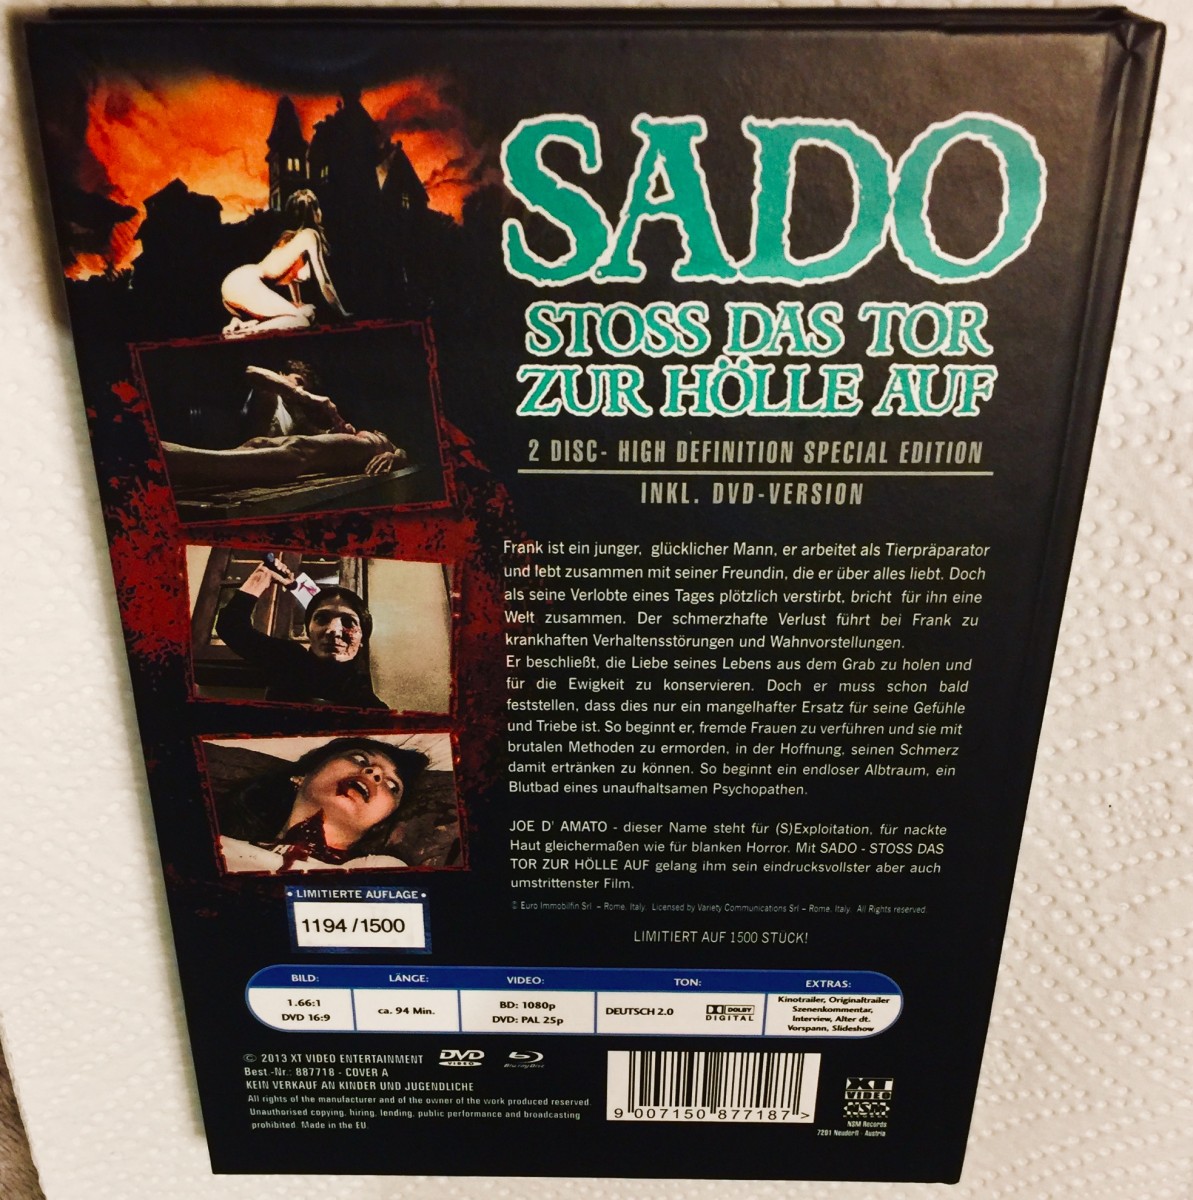 SADO
STOSS DAS TOR
ZUR HÖLLE AUF
2 DISC- HIGH DEFINITION SPECIAL EDITION
INKL. DVD-VERSION
Frank ist ein junger, glücklicher Mann, er arbeitet als Tierpräparator
und lebt zusammen mit seiner Freundin, die er über alles liebt. Doch
als seine Verlobte eines Tages plötzlich verstirbt, bricht für ihn eine
Welt zusammen. Der schmerzhafte Verlust führt bei Frank zu
krankhaften Verhaltensstörungen und Wahnvorstellungen.
Er beschließt, die Liebe seines Lebens aus dem Grab zu holen und
für die Ewigkeit zu konservieren. Doch er muss schon bald
feststellen, dass dies nur ein mangelhafter Ersatz für seine Gefühle
und Triebe ist. So beginnt er, fremde Frauen zu verführen und sie mit
brutalen Methoden zu ermorden, in der Hoffnung, seinen Schmerz
damit ertränken zu können. So beginnt ein endloser Albtraum, ein
Blutbad eines unaufhaltsamen Psychopathen.
JOE D' AMATO - dieser Name steht für (S)Exploitation, für nackte
Haut gleichermaßen wie für blanken Horror. Mit SADO - STOSS DAS
TOR ZUR HÖLLE AUF gelang ihm sein eindrucksvollster aber auch
umstrittenster Film.
© Euro Immobilfin Srl. – Rome, Italy. Licensed by Variety Communications Srl – Rome, Italy. All Rights reserved.
LIMITIERT AUF 1500 STÜCK!
• LIMITIERTE AUFLAGE •
1194 /1500
BILD: LÄNGE: VIDEO: TON: EXTRAS:
1.66:1
DVD 16:9
ca. 94 Min.
BD: 1080p
DVD: PAL 25p
DEUTSCH 2.0
DOLBY
DIGITAL
Kinotrailer, Originaltrailer
Szenenkommentar,
Interview, Alter dt.
Vorspann, Slideshow
© 2013 XT VIDEO ENTERTAINMENT
Best.-Nr.: 887718 - COVER A
KEIN VERKAUF AN KINDER UND JUGENDLICHE
All rights of the manufacturer and of the owner of the work produced reserved.
Unauthorised copying, hiring, lending, public performance and broadcasting
prohibited. Made in the EU.
DVD
VIDEO
Blu-ray Disc
9 007150 877187 >
XT
VIDEO
NSM
NSM Records
7201 Neudörfl · Austria